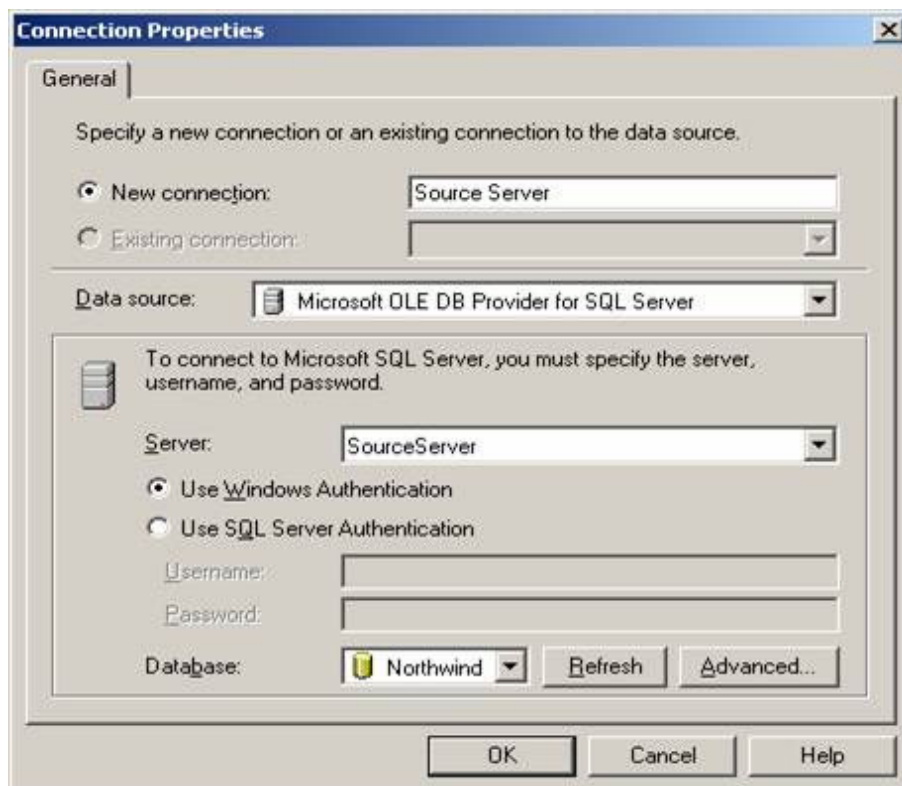 Connection Properties
General
Specify a new connection or an existing connection to the data source.
New connection: Source Server
Existing connection:
Data source: Microsoft OLE DB Provider for SQL Server
To connect to Microsoft SQL Server, you must specify the server,
username, and password.
Server: SourceServer
Use Windows Authentication
Use SQL Server Authentication
Username:
Password:
Database: Northwind Refresh Advanced...
OK Cancel Help